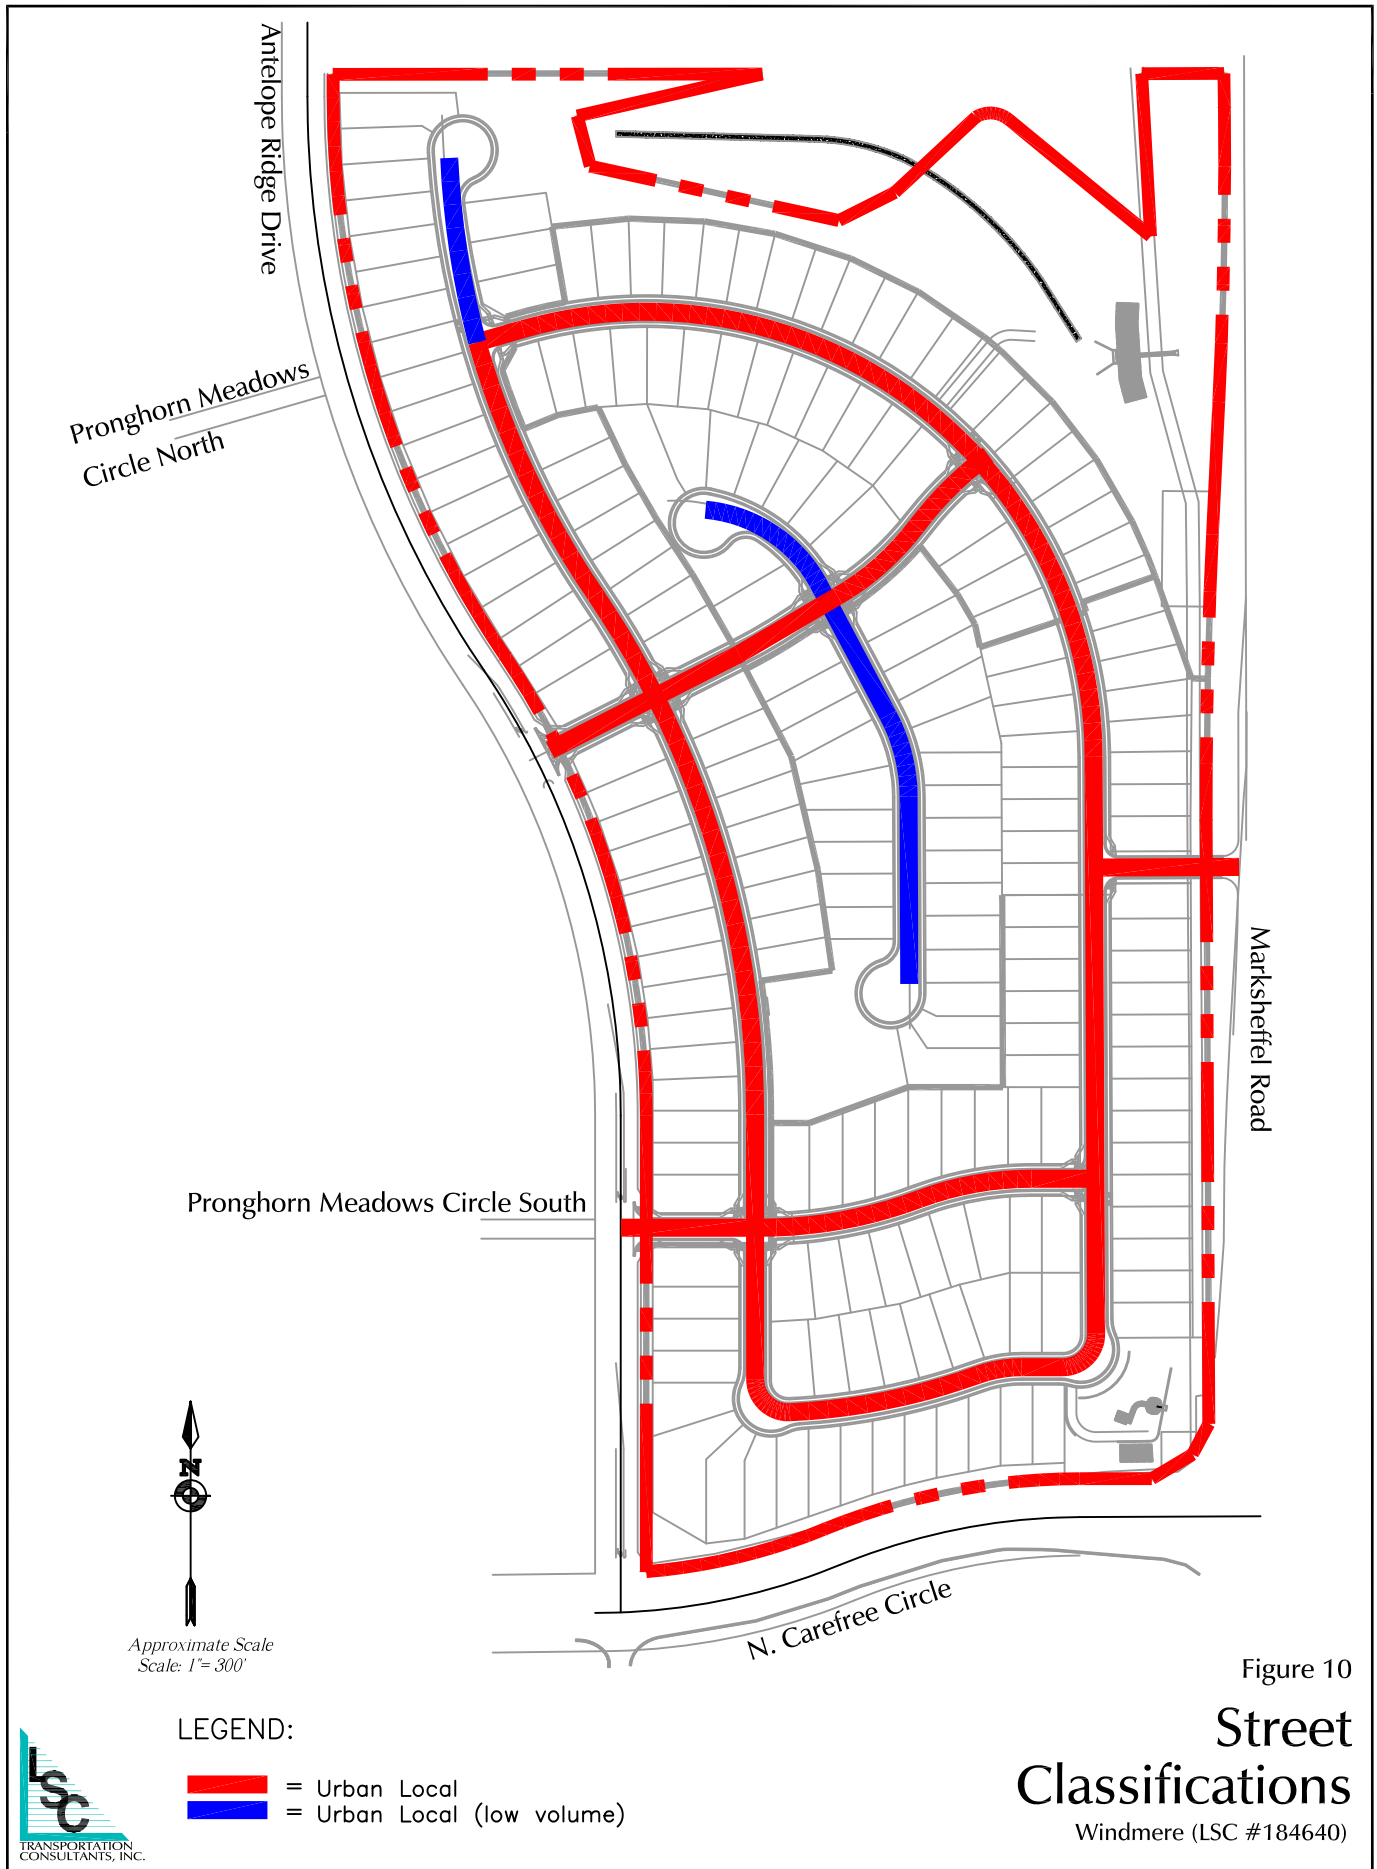 Antelope Ridge Drive
Pronghorn Meadows
Circle North
Marksheffel Road
Pronghorn Meadows Circle South
N
N. Carefree Circle
Approximate Scale
Scale: 1"= 300'
Figure 10
Street
Classifications
Windmere (LSC #184640)
LEGEND:
= Urban Local
= Urban Local (low volume)
LSC
TRANSPORTATION
CONSULTANTS, INC.